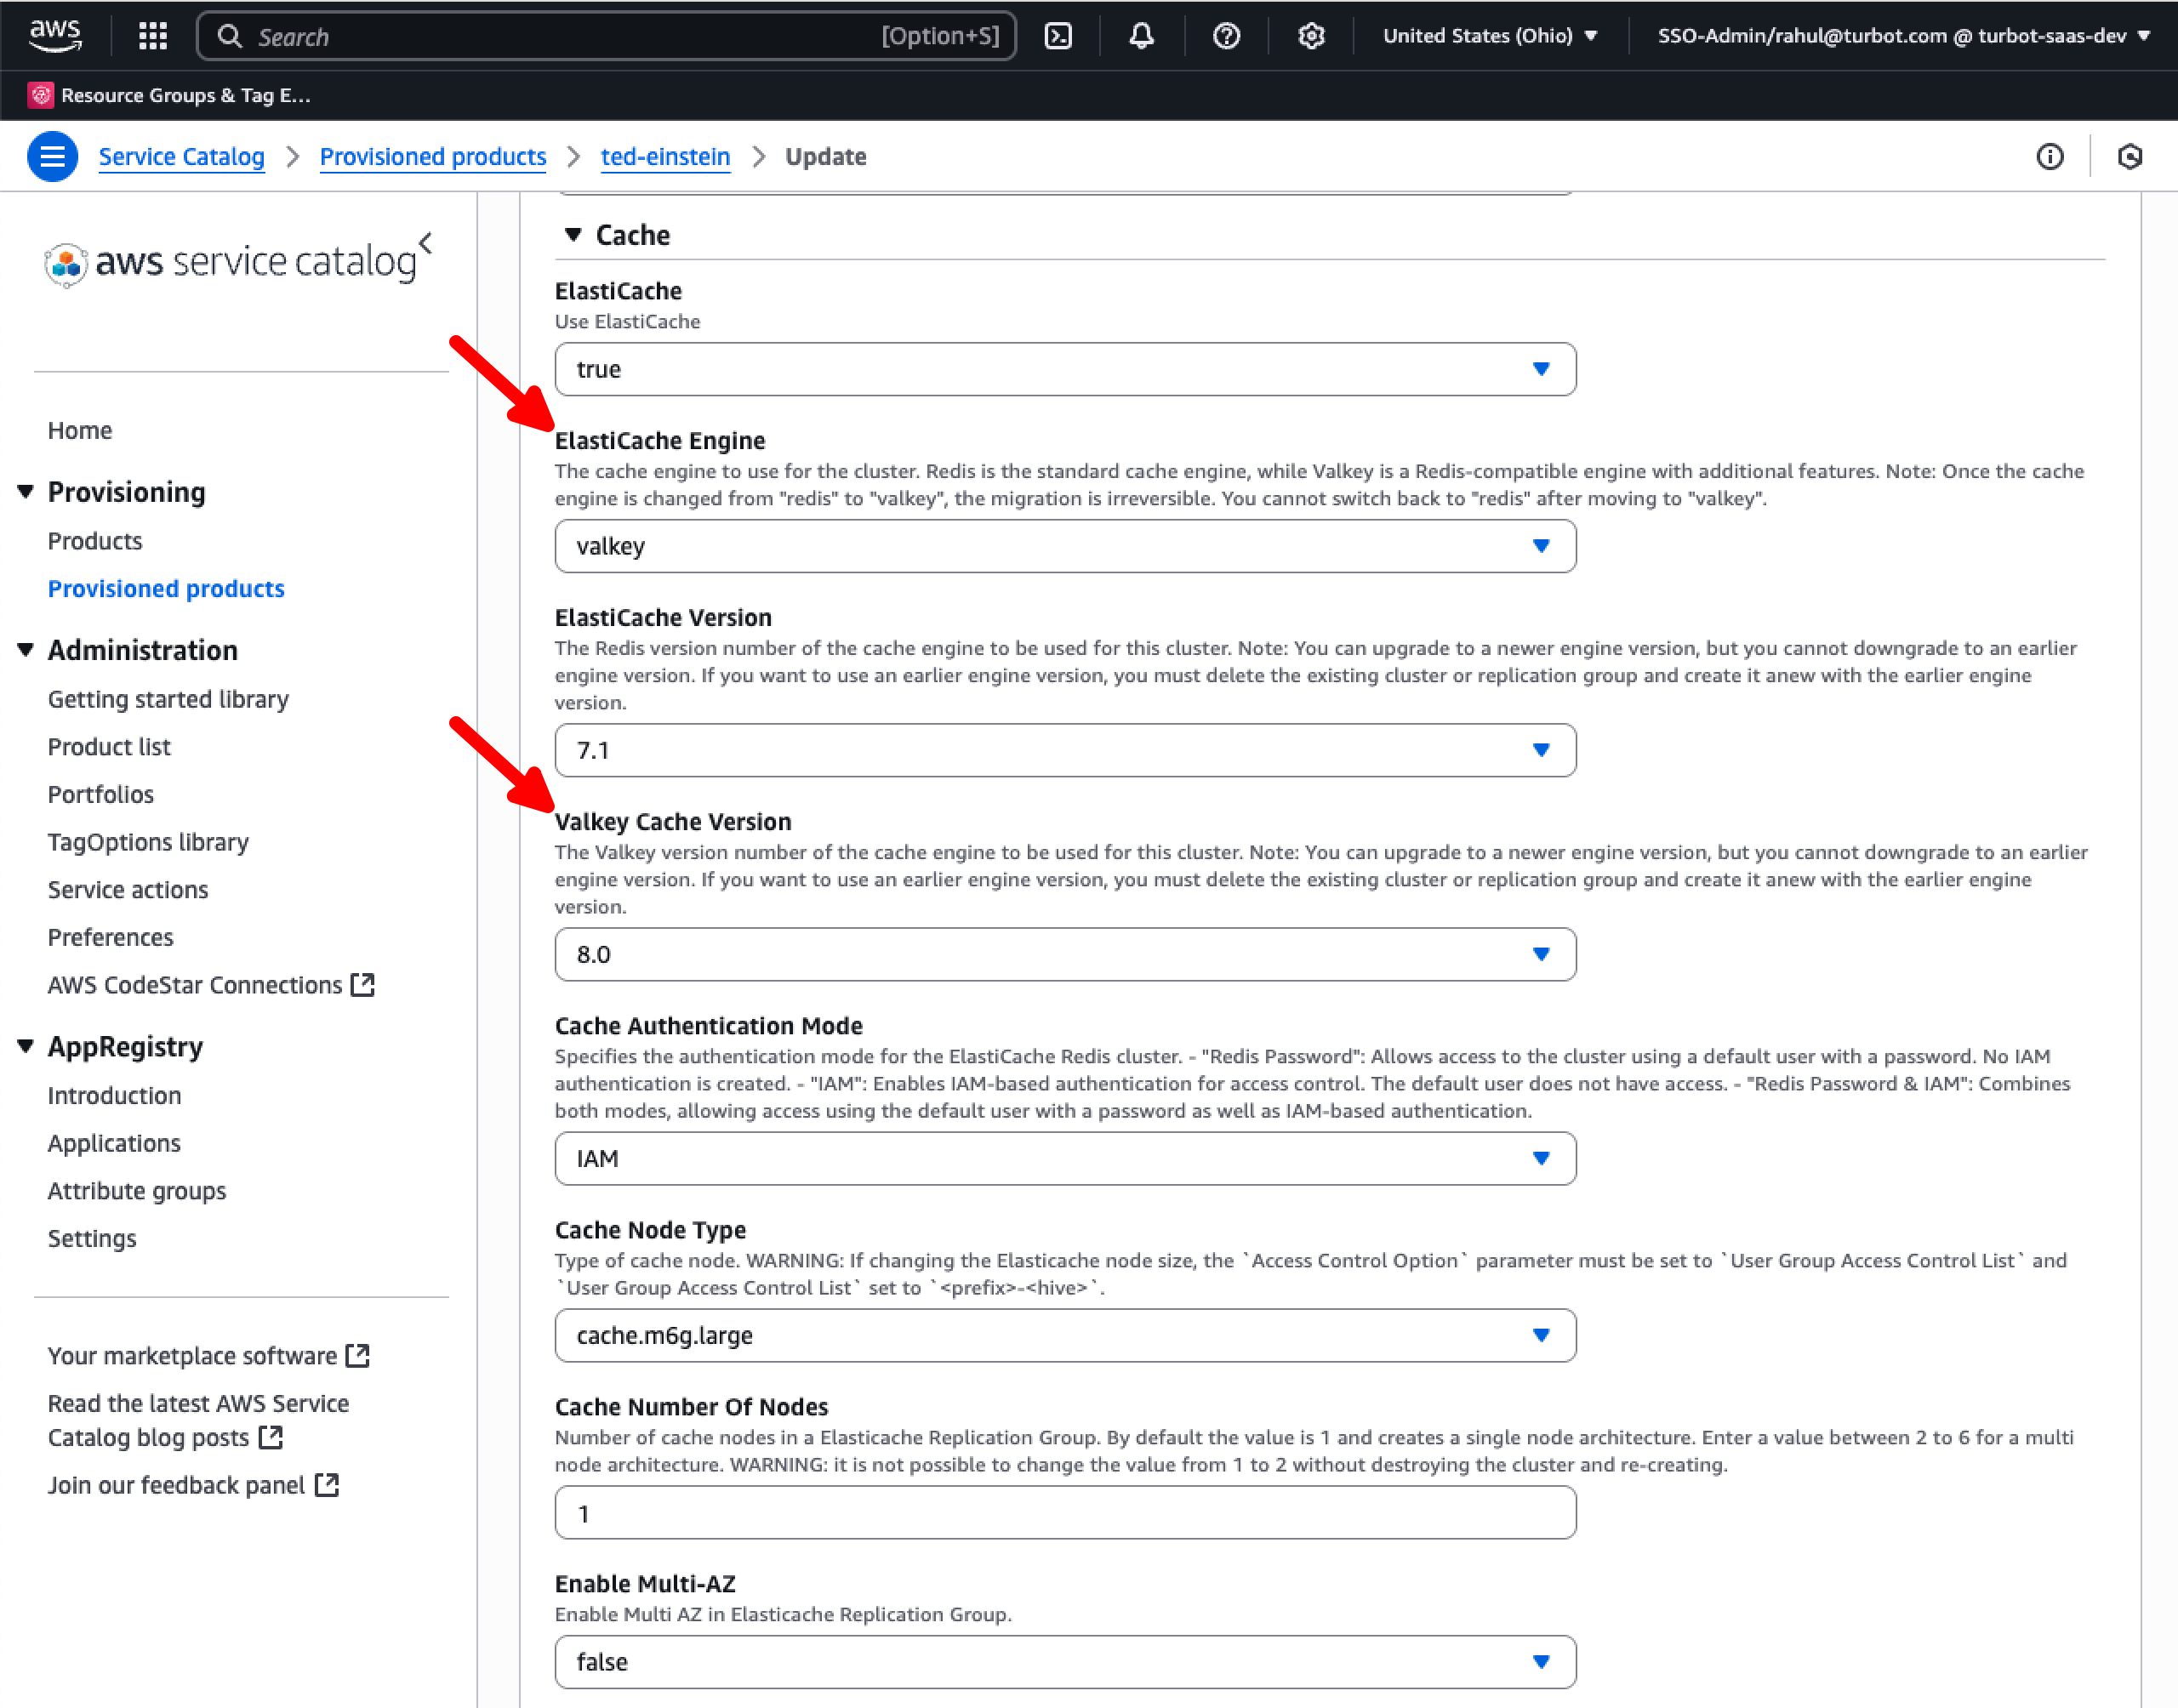 aws
Search [Option+S]
United States (Ohio)
SSO-Admin/rahul@turbot.com @ turbot-saas-dev
Resource Groups & Tag E...
Service Catalog
Provisioned products
ted-einstein
Update
aws service catalog
Home
Provisioning
Products
Provisioned products
Administration
Getting started library
Product list
Portfolios
TagOptions library
Service actions
Preferences
AWS CodeStar Connections
AppRegistry
Introduction
Applications
Attribute groups
Settings
Your marketplace software
Read the latest AWS Service
Catalog blog posts
Join our feedback panel
Cache
ElastiCache
Use ElastiCache
true
ElastiCache Engine
The cache engine to use for the cluster. Redis is the standard cache engine, while Valkey is a Redis-compatible engine with additional features. Note: Once the cache
engine is changed from "redis" to "valkey", the migration is irreversible. You cannot switch back to "redis" after moving to "valkey".
valkey
ElastiCache Version
The Redis version number of the cache engine to be used for this cluster. Note: You can upgrade to a newer engine version, but you cannot downgrade to an earlier
engine version. If you want to use an earlier engine version, you must delete the existing cluster or replication group and create it anew with the earlier engine
version.
7.1
Valkey Cache Version
The Valkey version number of the cache engine to be used for this cluster. Note: You can upgrade to a newer engine version, but you cannot downgrade to an earlier
engine version. If you want to use an earlier engine version, you must delete the existing cluster or replication group and create it anew with the earlier engine
version.
8.0
Cache Authentication Mode
Specifies the authentication mode for the ElastiCache Redis cluster. - "Redis Password": Allows access to the cluster using a default user with a password. No IAM
authentication is created. - "IAM": Enables IAM-based authentication for access control. The default user does not have access. - "Redis Password & IAM": Combines
both modes, allowing access using the default user with a password as well as IAM-based authentication.
IAM
Cache Node Type
Type of cache node. WARNING: If changing the Elasticache node size, the `Access Control Option` parameter must be set to `User Group Access Control List` and
`User Group Access Control List` set to `<prefix>-<hive>`.
cache.m6g.large
Cache Number Of Nodes
Number of cache nodes in a Elasticache Replication Group. By default the value is 1 and creates a single node architecture. Enter a value between 2 to 6 for a multi
node architecture. WARNING: it is not possible to change the value from 1 to 2 without destroying the cluster and re-creating.
1
Enable Multi-AZ
Enable Multi AZ in Elasticache Replication Group.
false